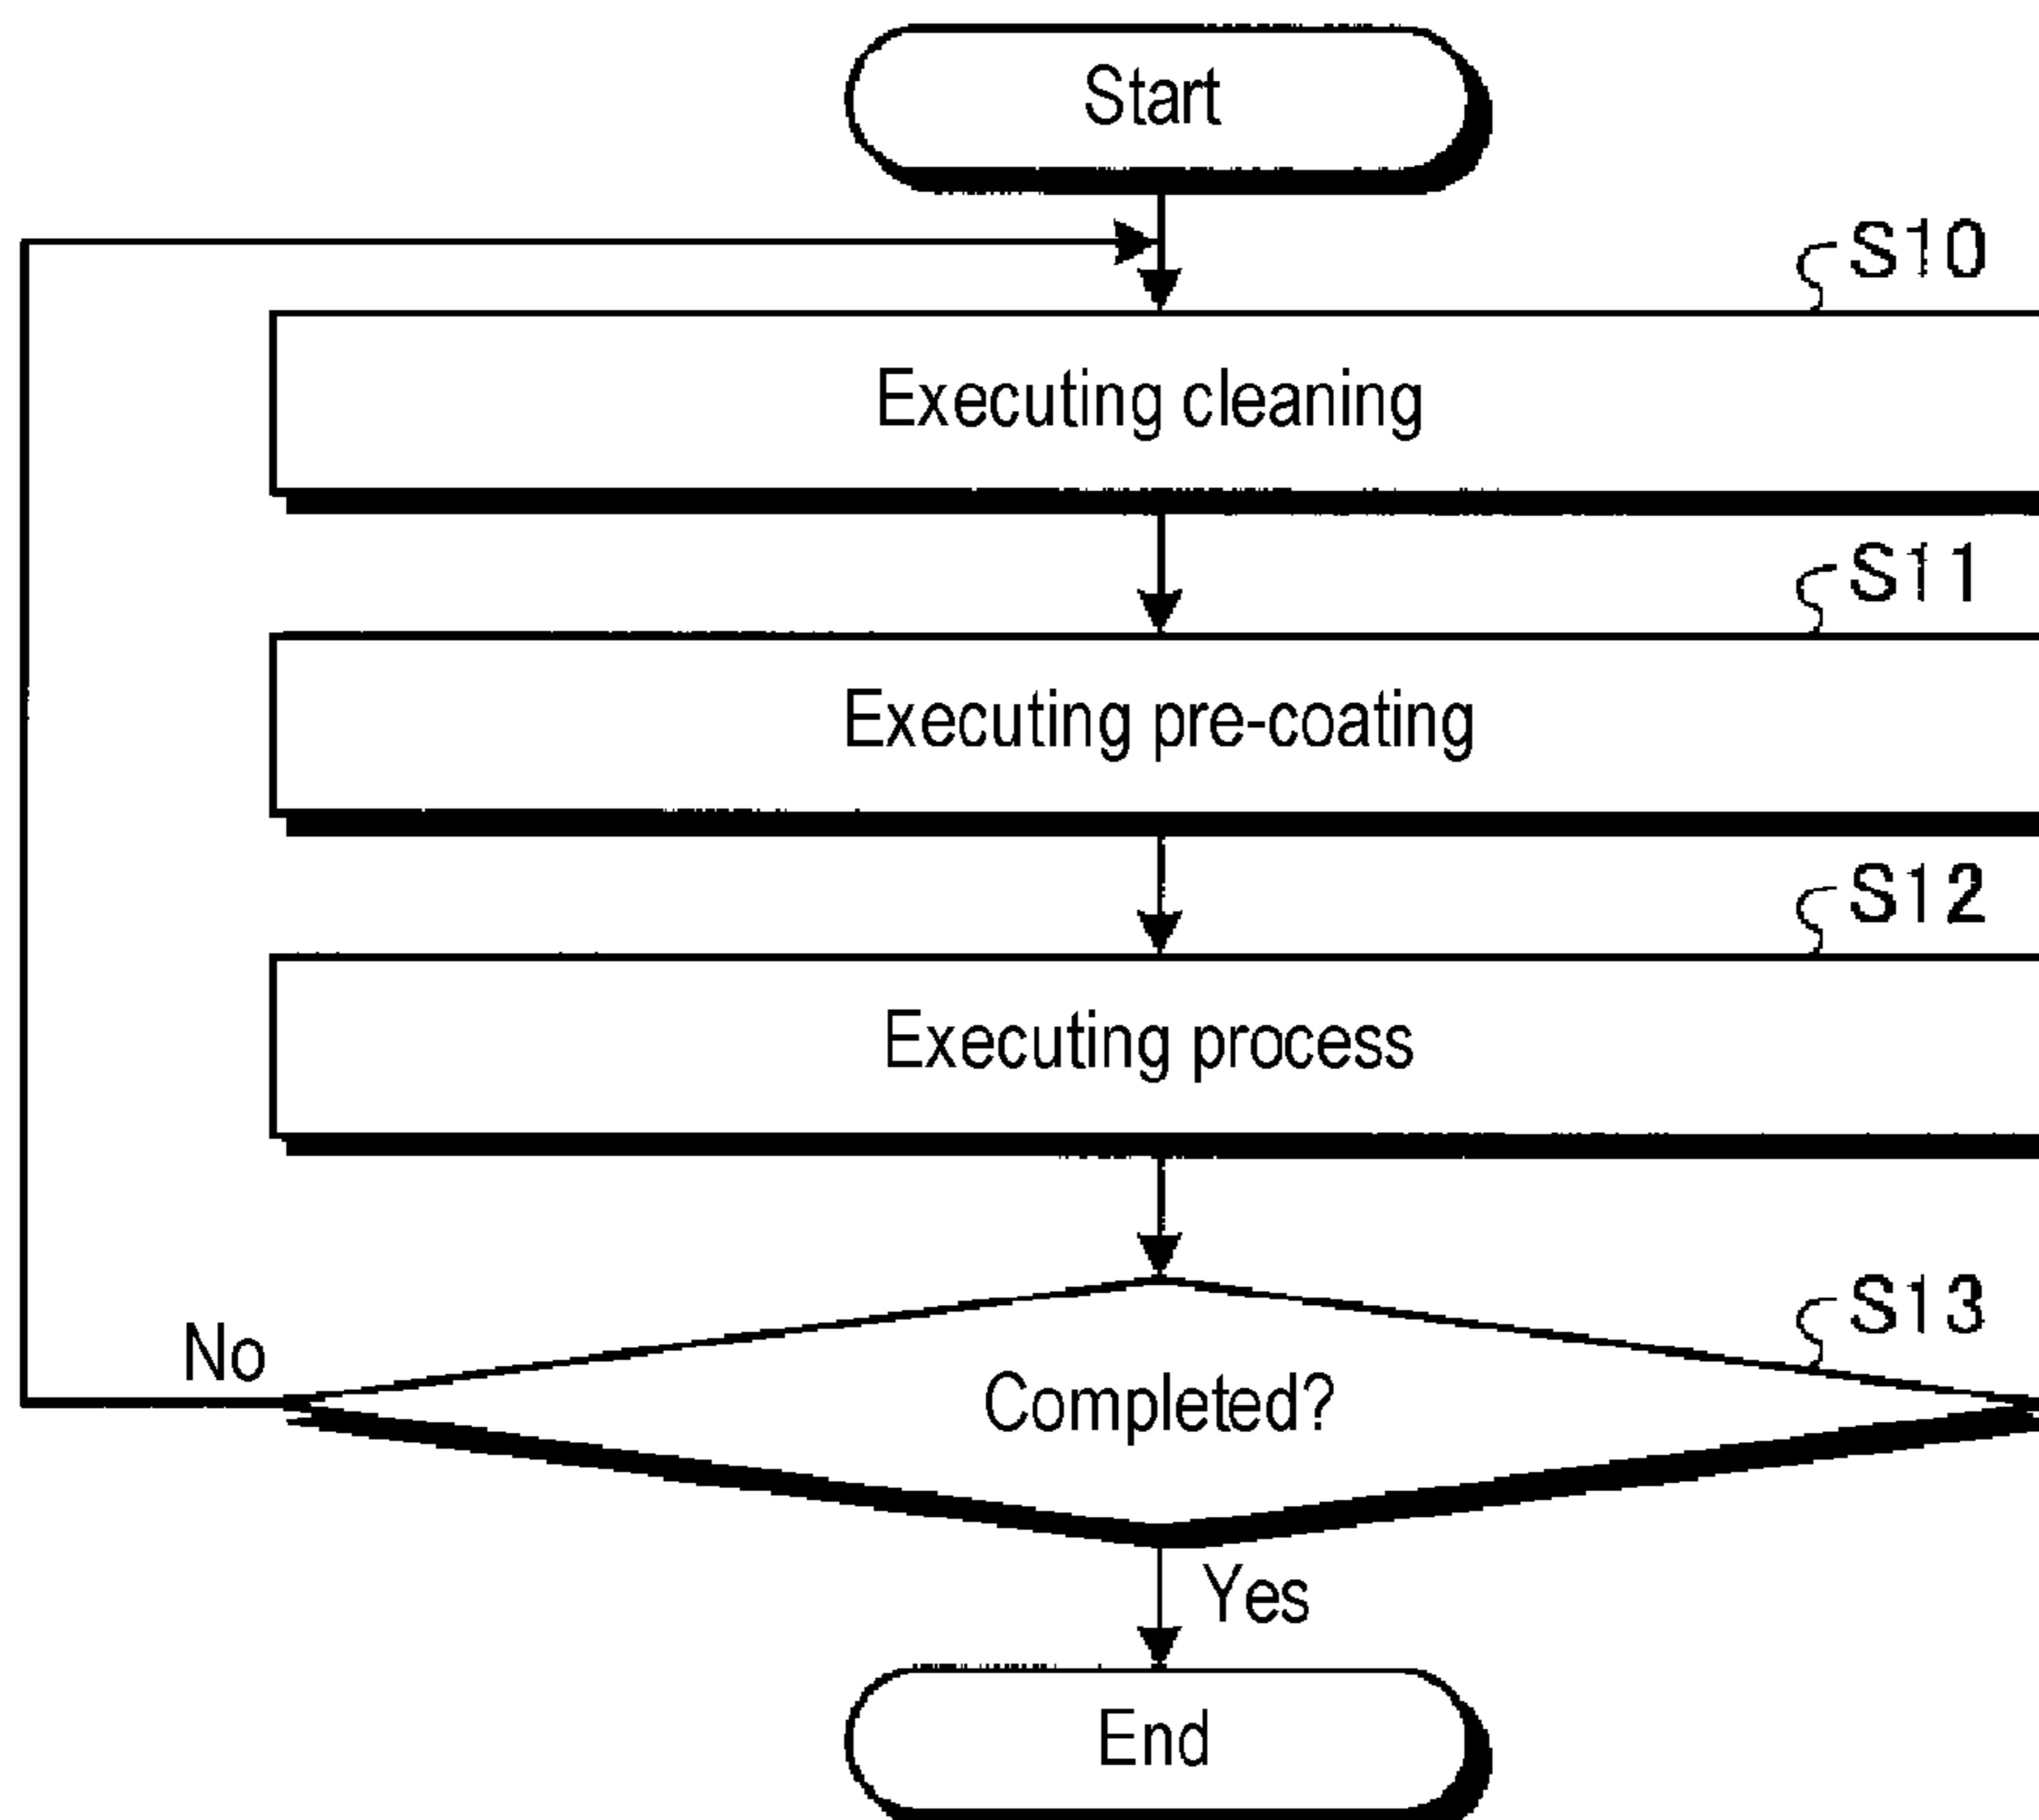 Start
S10
Executing cleaning
S11
Executing pre-coating
S12
Executing process
S13
No
Completed?
Yes
End